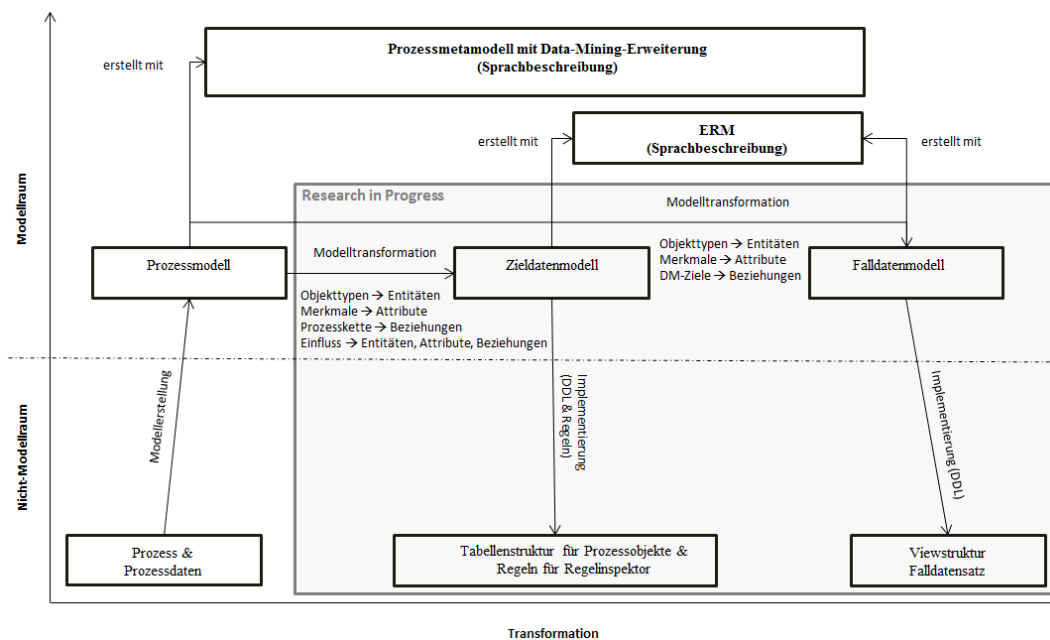 Prozessmetamodell mit Data-Mining-Erweiterung
(Sprachbeschreibung)
erstellt mit
ERM
(Sprachbeschreibung)
erstellt mit
erstellt mit
Modellraum
Research in Progress
Modelltransformation
Prozessmodell
Modelltransformation
Zieldatenmodell
Objekttypen → Entitäten
Merkmale → Attribute
DM-Ziele → Beziehungen
Falldatenmodell
Objekttypen → Entitäten
Merkmale → Attribute
Prozesskette → Beziehungen
Einfluss → Entitäten, Attribute, Beziehungen
Nicht-Modellraum
Modellerstellung
Implementierung
(DDL & Regeln)
Implementierung (DDL)
Prozess &
Prozessdaten
Tabellenstruktur für Prozessobjekte &
Regeln für Regelinspektor
Viewstruktur
Falldatensatz
Transformation